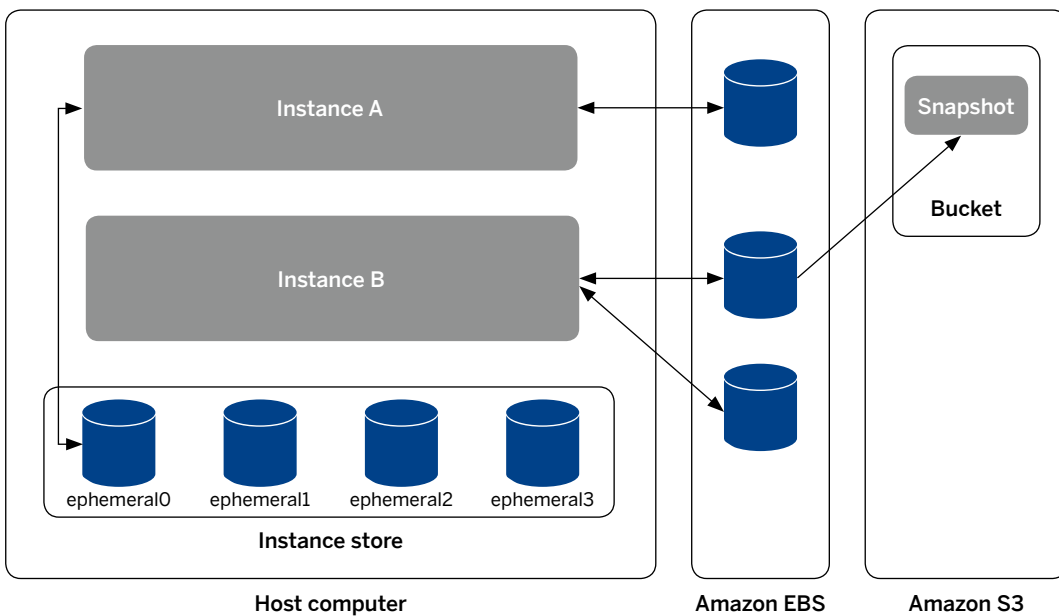 Instance A
Snapshot
Bucket
Instance B
ephemeral0
ephemeral1
ephemeral2
ephemeral3
Instance store
Host computer
Amazon EBS
Amazon S3